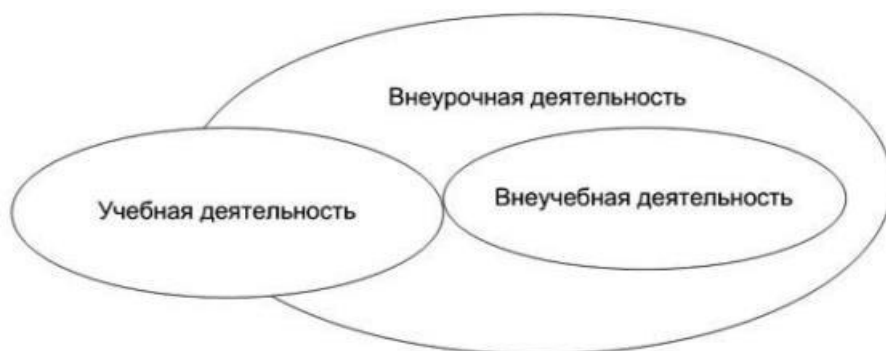 Внеурочная деятельность
Учебная деятельность
Внеучебная деятельность